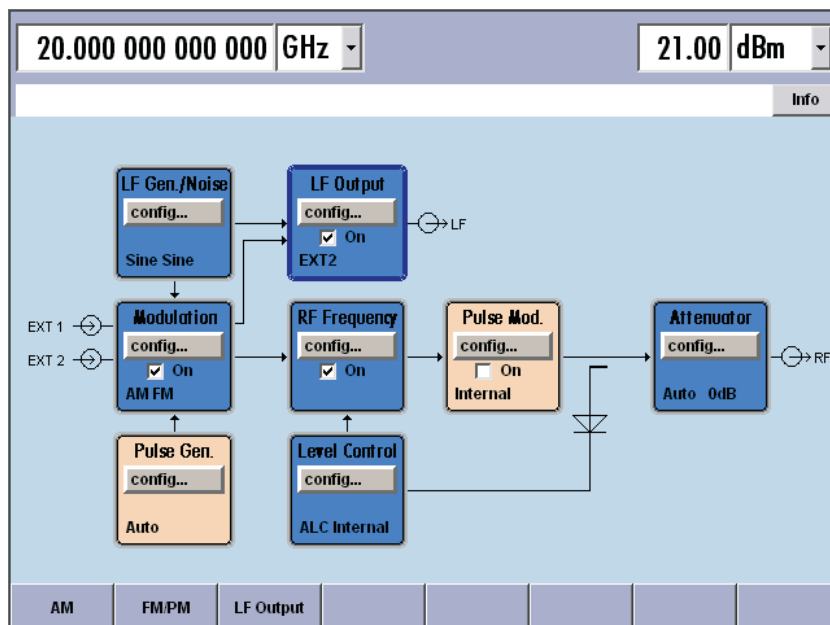 20.000 000 000 000 GHz
21.00 dBm
Info
LF Gen./Noise
config...
Sine Sine
LF Output
config...
On
EXT2
LF
EXT 1
EXT 2
Modulation
config...
On
AM FM
RF Frequency
config...
On
Pulse Mod.
config...
On
Internal
Attenuator
config...
Auto 0dB
RF
Pulse Gen.
config...
Auto
Level Control
config...
ALC Internal
AM
FM/PM
LF Output